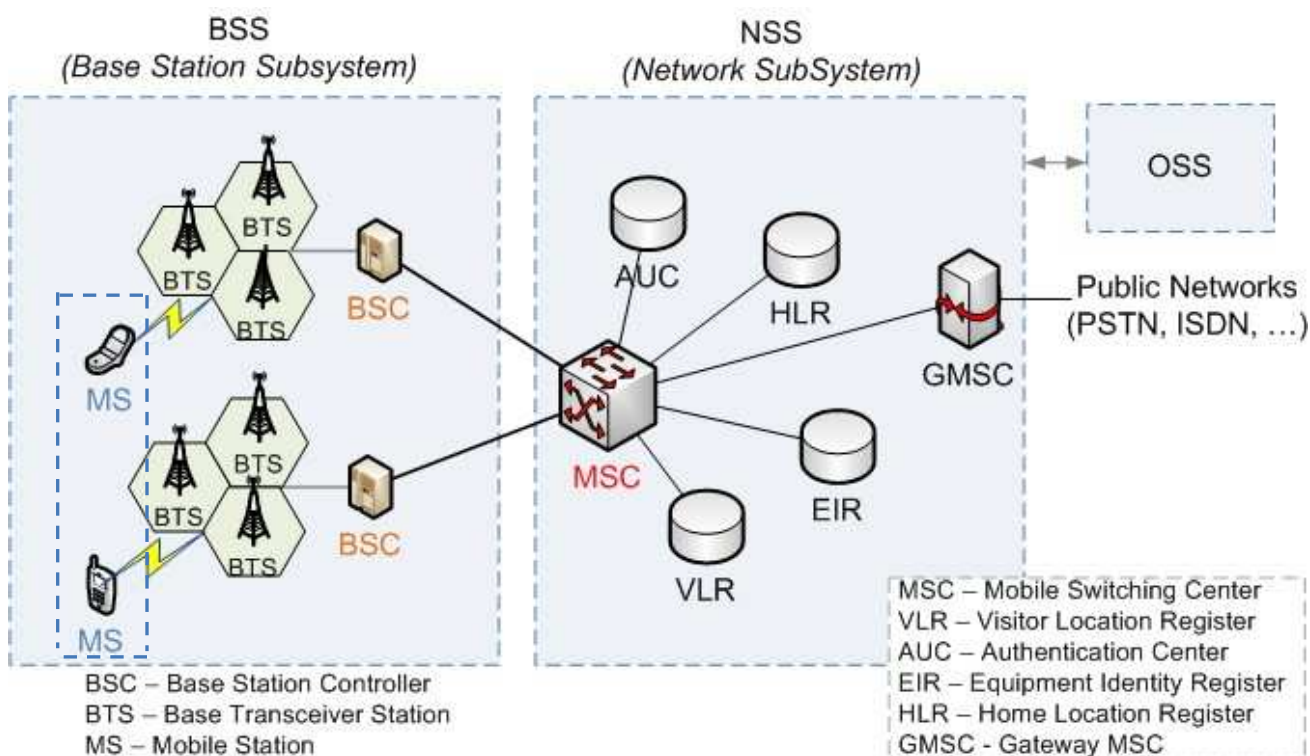 BSS
(Base Station Subsystem)
BTS
BTS
BTS
BSC
MS
BTS
BTS
BTS
BSC
MS
BSC – Base Station Controller
BTS – Base Transceiver Station
MS – Mobile Station
NSS
(Network SubSystem)
AUC
HLR
GMSC
MSC
EIR
VLR
OSS
Public Networks
(PSTN, ISDN, …)
MSC – Mobile Switching Center
VLR – Visitor Location Register
AUC – Authentication Center
EIR – Equipment Identity Register
HLR – Home Location Register
GMSC - Gateway MSC